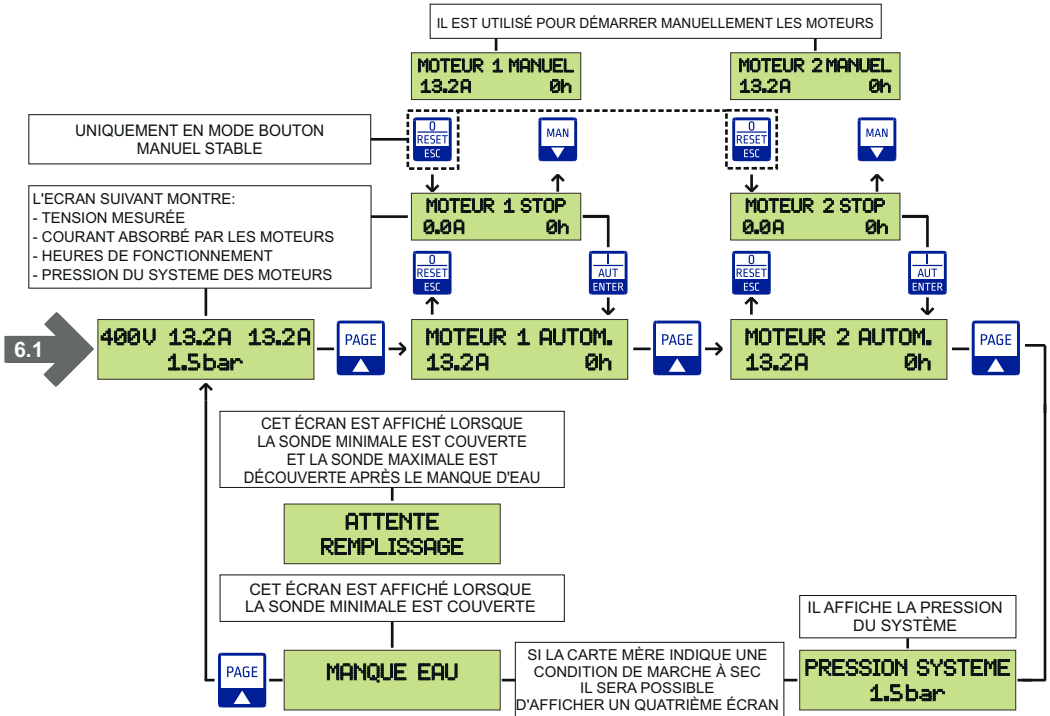 IL EST UTILISÉ POUR DÉMARRER MANUELLEMENT LES MOTEURS
MOTEUR 1 MANUEL
13.2A 0h
MOTEUR 2 MANUEL
13.2A 0h
UNIQUEMENT EN MODE BOUTON
MANUEL STABLE
0
RESET
ESC
MAN
0
RESET
ESC
MAN
L'ECRAN SUIVANT MONTRE:
- TENSION MESURÉE
- COURANT ABSORBÉ PAR LES MOTEURS
- HEURES DE FONCTIONNEMENT
- PRESSION DU SYSTEME DES MOTEURS
MOTEUR 1 STOP
0.0A 0h
MOTEUR 2 STOP
0.0A 0h
0
RESET
ESC
I
AUT
ENTER
0
RESET
ESC
I
AUT
ENTER
6.1
400V 13.2A 13.2A
1.5bar
PAGE
MOTEUR 1 AUTOM.
13.2A 0h
PAGE
MOTEUR 2 AUTOM.
13.2A 0h
PAGE
CET ÉCRAN EST AFFICHÉ LORSQUE
LA SONDE MINIMALE EST COUVERTE
ET LA SONDE MAXIMALE EST
DÉCOUVERTE APRÈS LE MANQUE D'EAU
ATTENTE
REMPLISSAGE
CET ÉCRAN EST AFFICHÉ LORSQUE
LA SONDE MINIMALE EST COUVERTE
IL AFFICHE LA PRESSION
DU SYSTÈME
PAGE
MANQUE EAU
SI LA CARTE MÈRE INDIQUE UNE
CONDITION DE MARCHE À SEC
IL SERA POSSIBLE
D'AFFICHER UN QUATRIÈME ÉCRAN
PRESSION SYSTEME
1.5bar